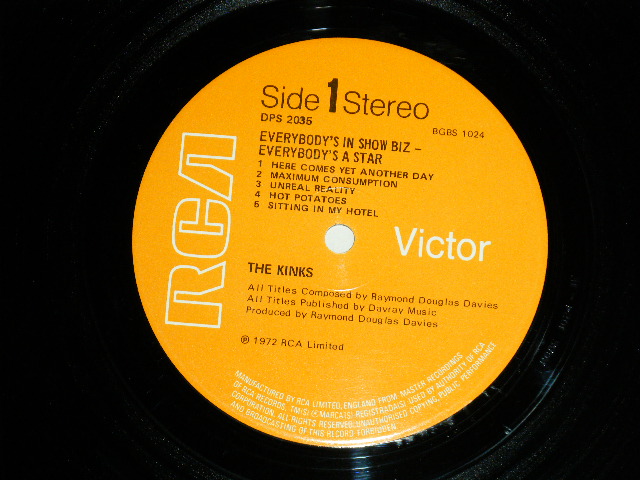 Side 1 Stereo
DPS 2035
BGBS 1024
EVERYBODY'S IN SHOW BIZ –
EVERYBODY'S A STAR
1 HERE COMES YET ANOTHER DAY
2 MAXIMUM CONSUMPTION
3 UNREAL REALITY
4 HOT POTATOES
5 SITTING IN MY HOTEL
RCA
Victor
THE KINKS
All Titles Composed by Raymond Douglas Davies
All Titles Published by Davray Music
Produced by Raymond Douglas Davies
℗ 1972 RCA Limited
MANUFACTURED BY RCA LIMITED, ENGLAND FROM MASTER RECORDINGS
OF RCA RECORDS. TM(S) ® MARCA(S) REGISTRADA(S) USED BY AUTHORITY OF RCA
CORPORATION. ALL RIGHTS RESERVED. UNAUTHORISED COPYING, PUBLIC PERFORMANCE
AND BROADCASTING OF THIS RECORD FORBIDDEN.